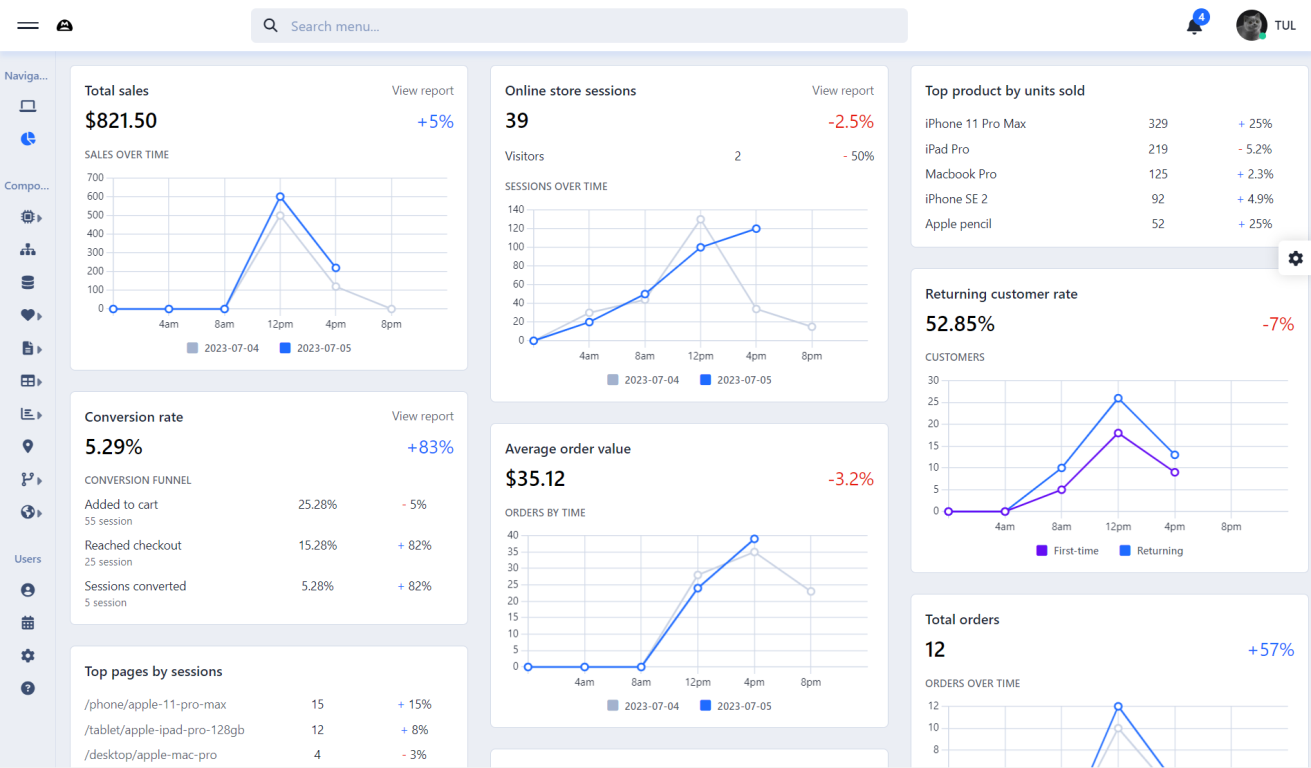 Search menu...
4
TUL
Naviga...
Compo...
Users
Total sales
View report
$821.50
+5%
SALES OVER TIME
700
600
500
400
300
200
100
0
4am 8am 12pm 4pm 8pm
2023-07-04 2023-07-05
Conversion rate
View report
5.29%
+83%
CONVERSION FUNNEL
Added to cart 25.28% - 5%
55 session
Reached checkout 15.28% + 82%
25 session
Sessions converted 5.28% + 82%
5 session
Top pages by sessions
/phone/apple-11-pro-max 15 + 15%
/tablet/apple-ipad-pro-128gb 12 + 8%
/desktop/apple-mac-pro 4 - 3%
Online store sessions
View report
39
-2.5%
Visitors 2 - 50%
SESSIONS OVER TIME
140
120
100
80
60
40
20
0
4am 8am 12pm 4pm 8pm
2023-07-04 2023-07-05
Average order value
$35.12
-3.2%
ORDERS BY TIME
40
35
30
25
20
15
10
5
0
4am 8am 12pm 4pm 8pm
2023-07-04 2023-07-05
Top product by units sold
iPhone 11 Pro Max 329 + 25%
iPad Pro 219 - 5.2%
Macbook Pro 125 + 2.3%
iPhone SE 2 92 + 4.9%
Apple pencil 52 + 25%
Returning customer rate
52.85%
-7%
CUSTOMERS
30
25
20
15
10
5
0
4am 8am 12pm 4pm 8pm
First-time Returning
Total orders
12
+57%
ORDERS OVER TIME
12
10
8